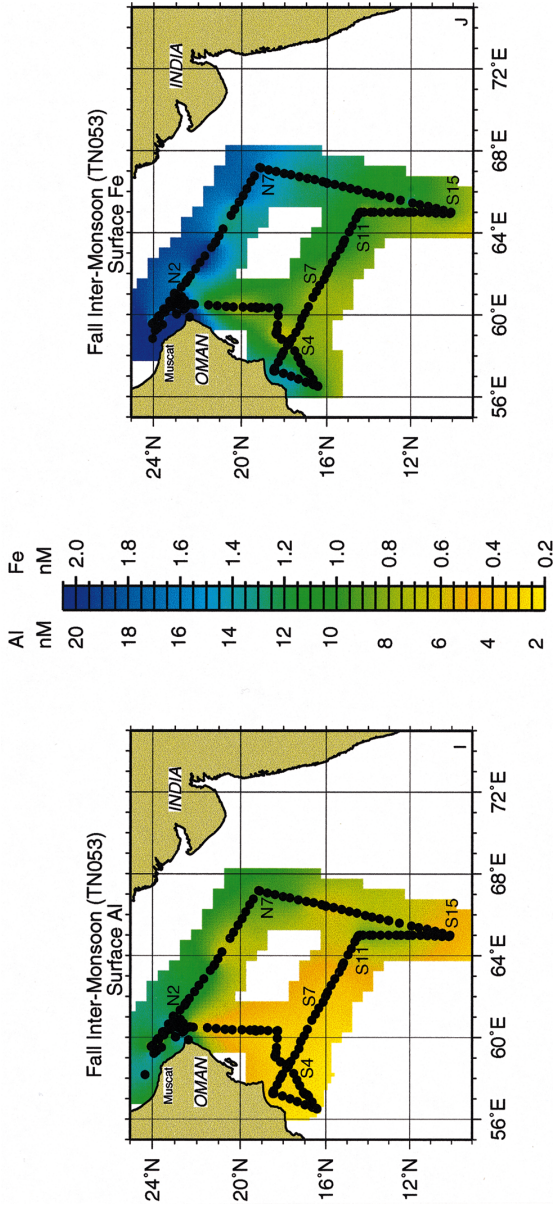 Fall Inter-Monsoon (TN053)
Surface Al
24˚N
20˚N
16˚N
12˚N
56˚E
60˚E
64˚E
68˚E
72˚E
Muscat
OMAN
INDIA
N2
N7
S4
S7
S11
S15
I
Al
nM
20
18
16
14
12
10
8
6
4
2
Fe
nM
2.0
1.8
1.6
1.4
1.2
1.0
0.8
0.6
0.4
0.2
Fall Inter-Monsoon (TN053)
Surface Fe
24˚N
20˚N
16˚N
12˚N
56˚E
60˚E
64˚E
68˚E
72˚E
Muscat
OMAN
INDIA
N2
N7
S4
S7
S11
S15
J